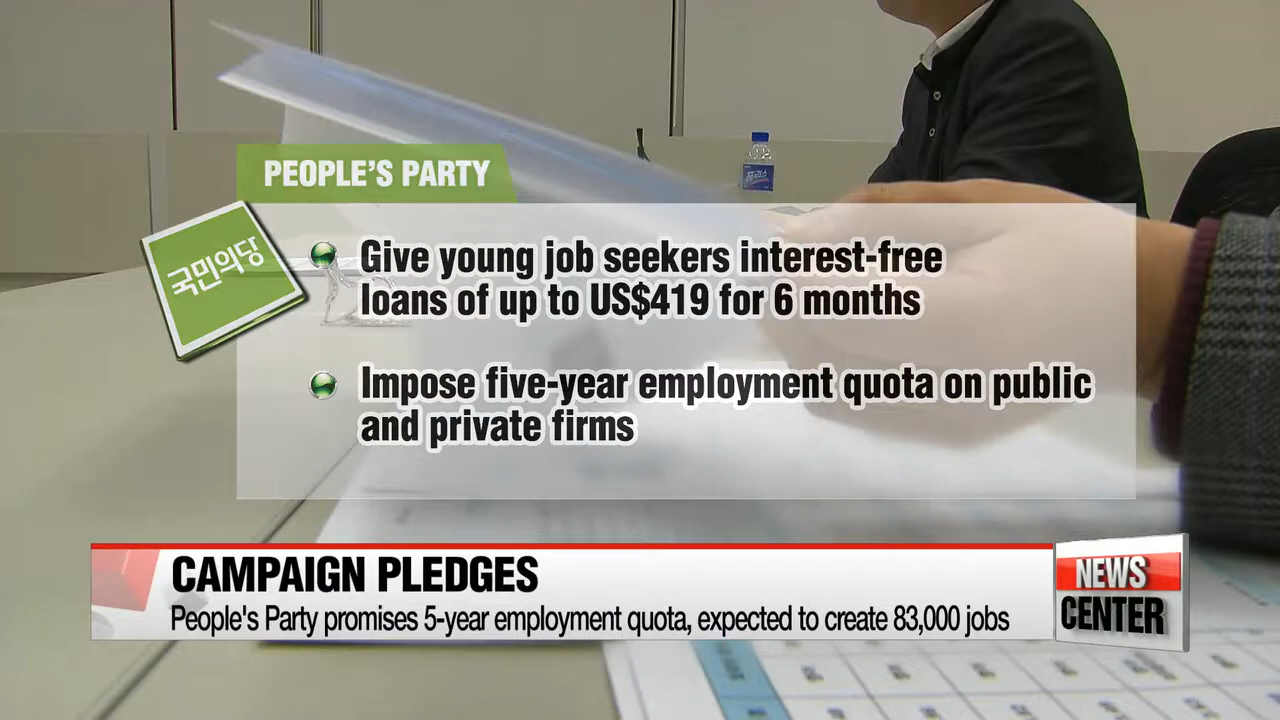 PEOPLE'S PARTY
국민의당
Give young job seekers interest-free
loans of up to US$419 for 6 months
Impose five-year employment quota on public
and private firms
CAMPAIGN PLEDGES
People's Party promises 5-year employment quota, expected to create 83,000 jobs
NEWS
CENTER